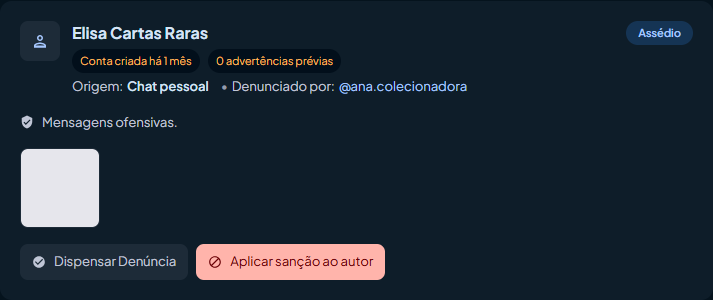 Elisa Cartas Raras
Assédio
Conta criada há 1 mês 0 advertências prévias
Origem: Chat pessoal • Denunciado por: @ana.colecionadora
Mensagens ofensivas.
Dispensar Denúncia Aplicar sanção ao autor